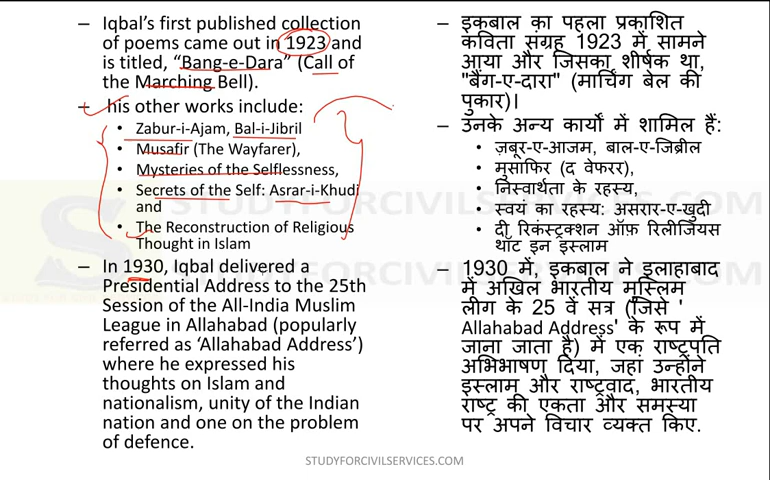 – Iqbal's first published collection
of poems came out in 1923 and
is titled, “Bang-e-Dara” (Call of
the Marching Bell).
– his other works include:
• Zabur-i-Ajam, Bal-i-Jibril
• Musafir (The Wayfarer),
• Mysteries of the Selflessness,
• Secrets of the Self: Asrar-i-Khudi
and
• The Reconstruction of Religious
Thought in Islam
– In 1930, Iqbal delivered a
Presidential Address to the 25th
Session of the All-India Muslim
League in Allahabad (popularly
referred as ‘Allahabad Address’)
where he expressed his
thoughts on Islam and
nationalism, unity of the Indian
nation and one on the problem
of defence.
– इकबाल का पहला प्रकाशित
कविता संग्रह 1923 में सामने
आया और जिसका शीर्षक था,
"बैंग-ए-दारा" (मार्चिंग बेल की
पुकार)।
– उनके अन्य कार्यों में शामिल हैं:
• ज़बूर-ए-आजम, बाल-ए-जिब्रील
• मुसाफिर (द वेफरर),
• निस्वार्थता के रहस्य,
• स्वयं का रहस्य: असरार-ए-खुदी
• दी रिकंस्ट्रक्शन ऑफ़ रिलीजियस
थॉट इन इस्लाम
– 1930 में, इकबाल ने इलाहाबाद
में अखिल भारतीय मुस्लिम
लीग के 25 वें सत्र (जिसे '
Allahabad Address' के रूप में
जाना जाता है) में एक राष्ट्रपति
अभिभाषण दिया, जहां उन्होंने
इस्लाम और राष्ट्रवाद, भारतीय
राष्ट्र की एकता और समस्या
पर अपने विचार व्यक्त किए.
STUDYFORCIVILSERVICES.COM